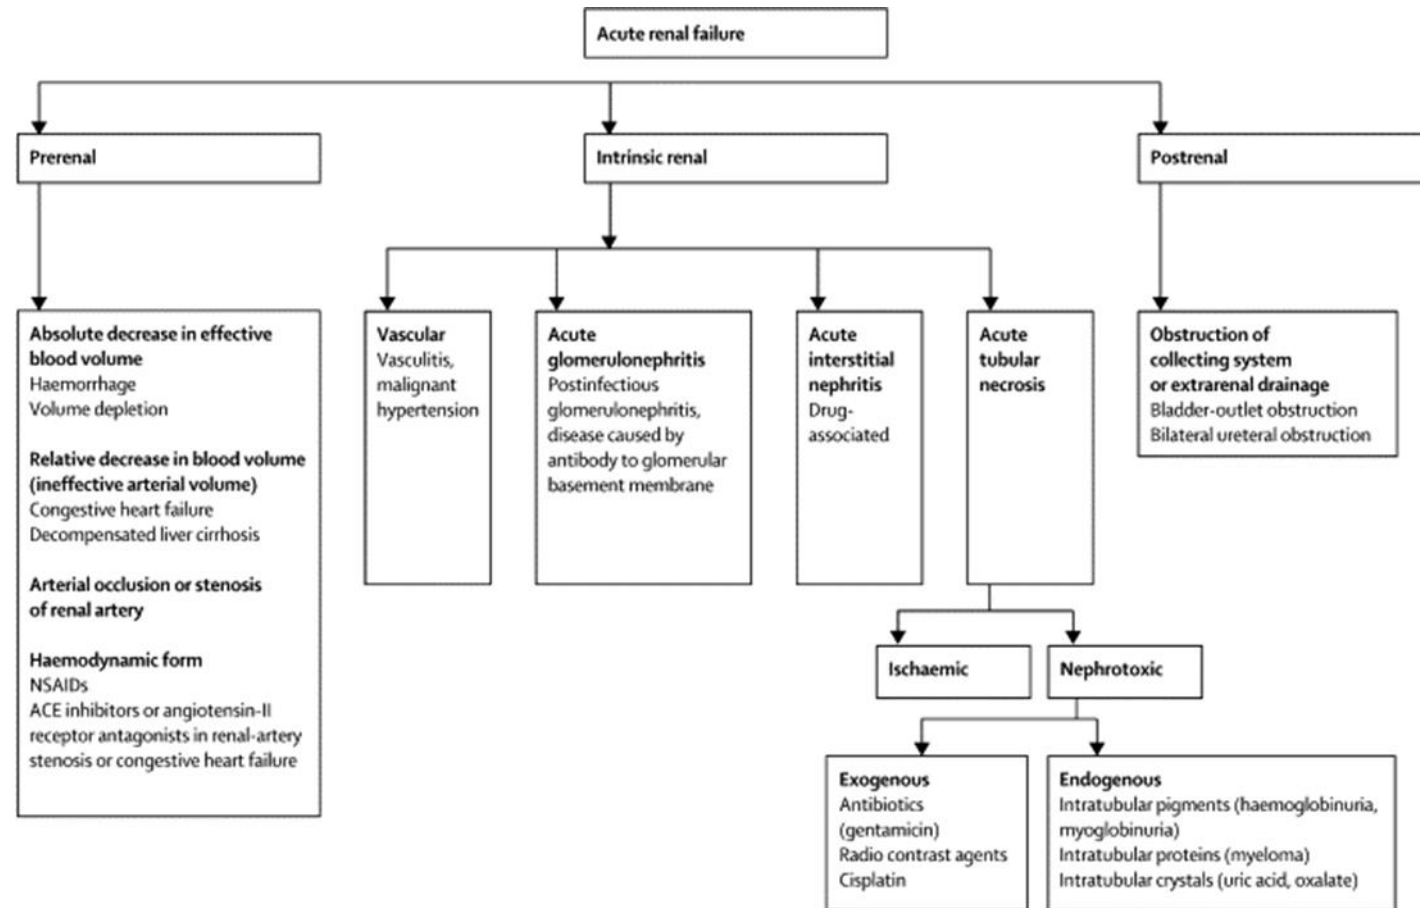 Acute renal failure
Prerenal
Intrinsic renal
Postrenal
Absolute decrease in effective
blood volume
Haemorrhage
Volume depletion
Relative decrease in blood volume
(ineffective arterial volume)
Congestive heart failure
Decompensated liver cirrhosis
Arterial occlusion or stenosis
of renal artery
Haemodynamic form
NSAIDs
ACE inhibitors or angiotensin-II
receptor antagonists in renal-artery
stenosis or congestive heart failure
Vascular
Vasculitis,
malignant
hypertension
Acute
glomerulonephritis
Postinfectious
glomerulonephritis,
disease caused by
antibody to glomerular
basement membrane
Acute
interstitial
nephritis
Drug-
associated
Acute
tubular
necrosis
Obstruction of
collecting system
or extrarenal drainage
Bladder-outlet obstruction
Bilateral ureteral obstruction
Ischaemic
Nephrotoxic
Exogenous
Antibiotics
(gentamicin)
Radio contrast agents
Cisplatin
Endogenous
Intratubular pigments (haemoglobinuria,
myoglobinuria)
Intratubular proteins (myeloma)
Intratubular crystals (uric acid, oxalate)